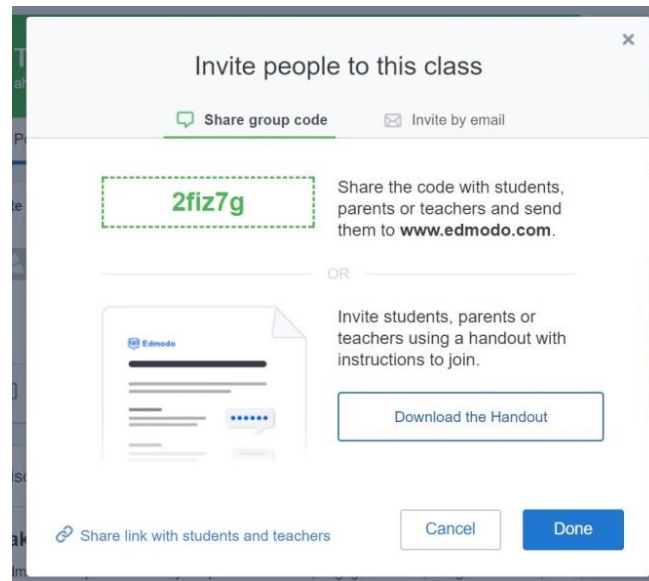 Invite people to this class
Share group code
Invite by email
2fiz7g
Share the code with students,
parents or teachers and send
them to www.edmodo.com.
OR
Invite students, parents or
teachers using a handout with
instructions to join.
Edmodo
Download the Handout
Share link with students and teachers
Cancel
Done